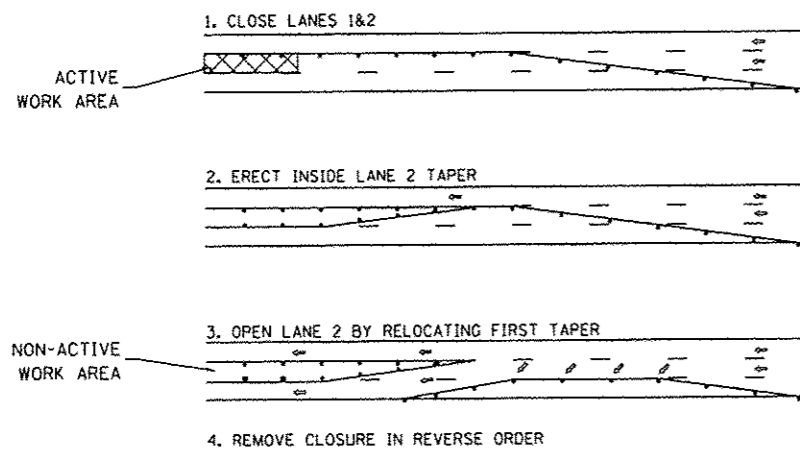 1. CLOSE LANES 1&2
ACTIVE
WORK AREA
2. ERECT INSIDE LANE 2 TAPER
3. OPEN LANE 2 BY RELOCATING FIRST TAPER
NON-ACTIVE
WORK AREA
4. REMOVE CLOSURE IN REVERSE ORDER